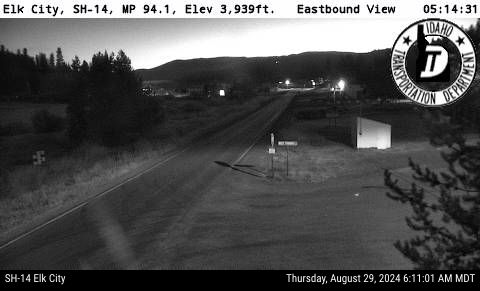 Elk City, SH-14, MP 94.1, Elev 3,939ft. Eastbound View 05:14:31
IDAHO
TRANSPORTATION DEPARTMENT
SH-14 Elk City Thursday, August 29, 2024 6:11:01 AM MDT